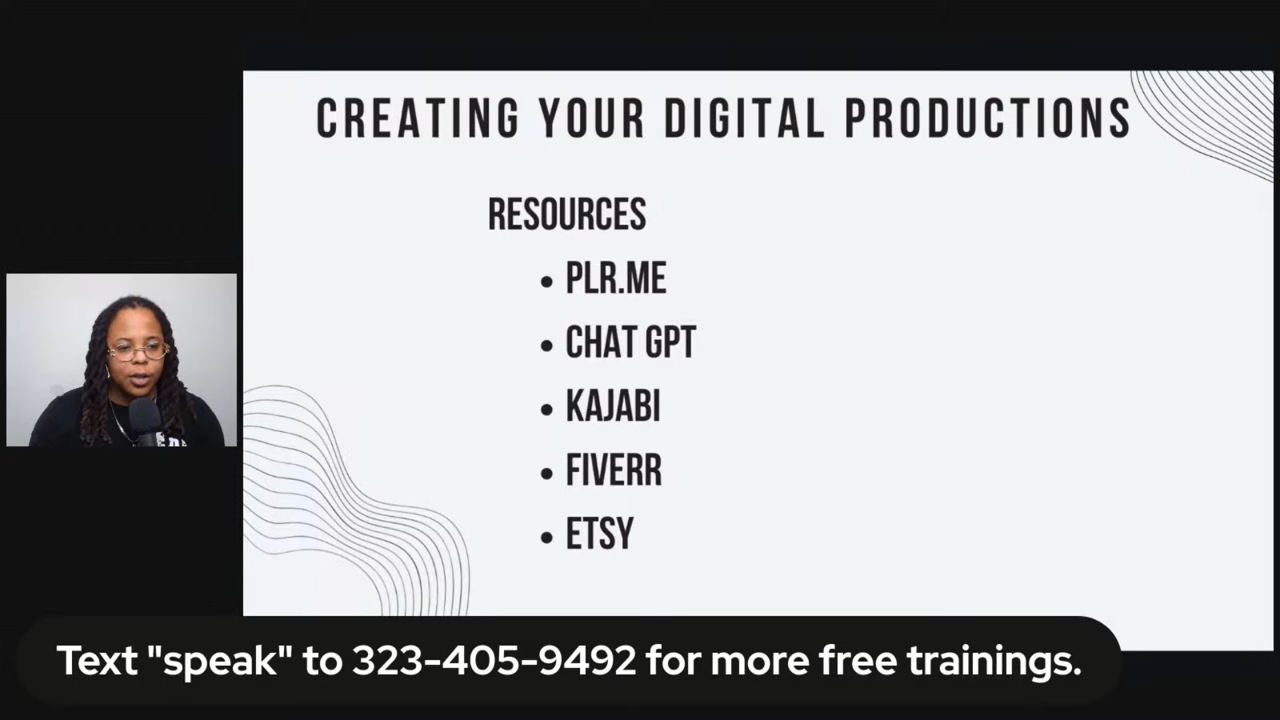 CREATING YOUR DIGITAL PRODUCTIONS
RESOURCES
• PLR.ME
• CHAT GPT
• KAJABI
• FIVERR
• ETSY
Text "speak" to 323-405-9492 for more free trainings.